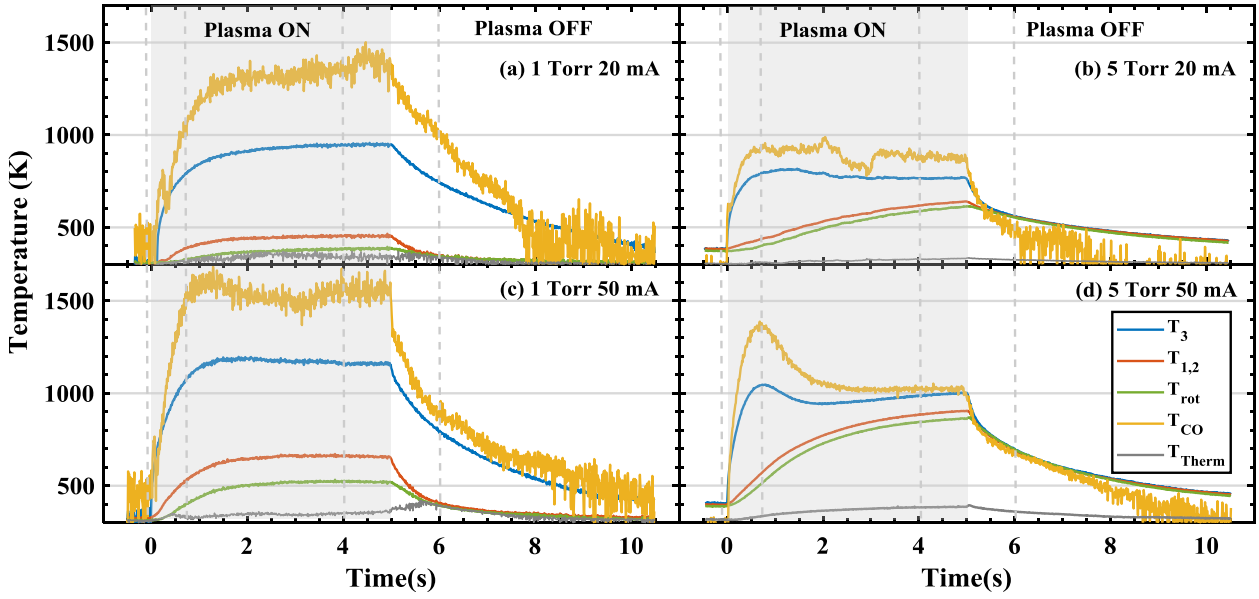 Plasma ON
Plasma OFF
(a) 1 Torr 20 mA
1500
1000
500
Plasma ON
Plasma OFF
(b) 5 Torr 20 mA
Temperature (K)
(c) 1 Torr 50 mA
1500
1000
500
0 2 4 6 8 10
Time(s)
(d) 5 Torr 50 mA
T3
T1,2
Trot
TCO
TTherm
0 2 4 6 8 10
Time(s)